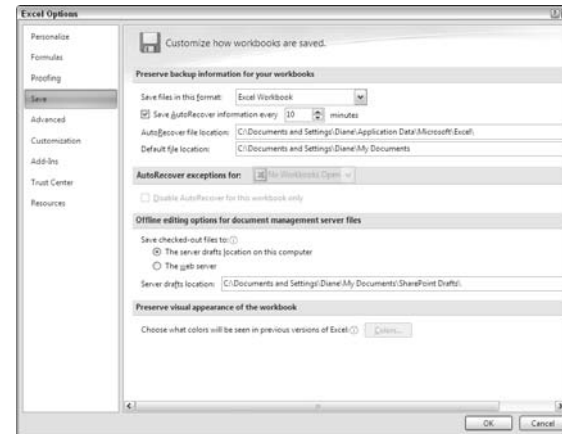 Excel Options
Personalize
Formulas
Proofing
Save
Advanced
Customization
Add-Ins
Trust Center
Resources
Customize how workbooks are saved.
Preserve backup information for your workbooks
Save files in this format: Excel Workbook
Save AutoRecover information every 10 minutes
AutoRecover file location: C:\Documents and Settings\Diane\Application Data\Microsoft\Excel\
Default file location: C:\Documents and Settings\Diane\My Documents
AutoRecover exceptions for: No Workbooks Open
Disable AutoRecover for this workbook only
Offline editing options for document management server files
Save checked-out files to:
The server drafts location on this computer
The web server
Server drafts location: C:\Documents and Settings\Diane\My Documents\SharePoint Drafts\
Preserve visual appearance of the workbook
Choose what colors will be seen in previous versions of Excel: Colors...
OK Cancel